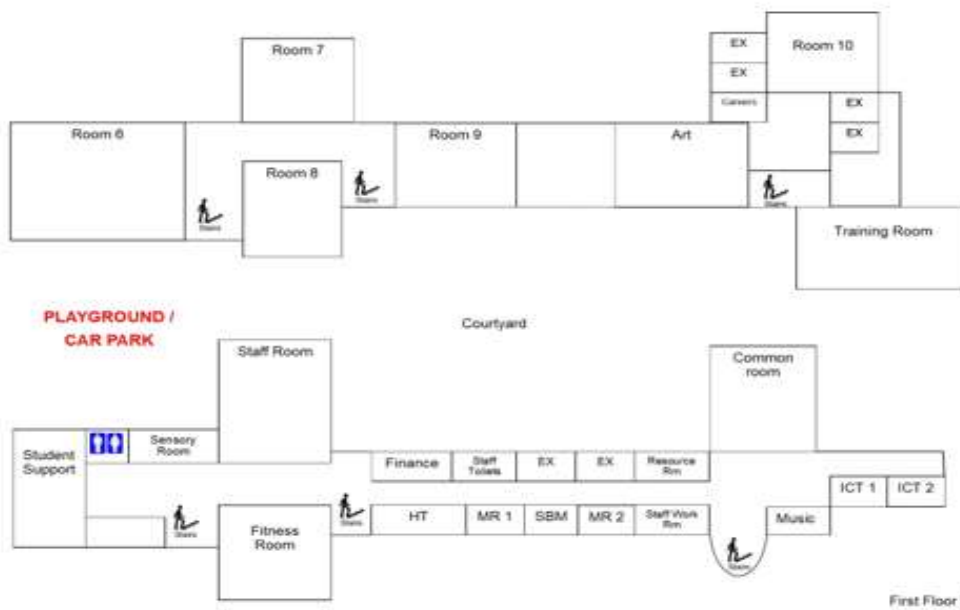 EX
Room 10
Room 7
EX
Careers
EX
Room 6
Room 9
Art
EX
Room 8
Stairs
Stairs
Stairs
Training Room
PLAYGROUND /
CAR PARK
Courtyard
Staff Room
Common
room
Student
Support
Sensory
Room
Finance
Staff
Toilets
EX
EX
Resource
Rm
ICT 1
ICT 2
Stairs
Fitness
Room
Stairs
HT
MR 1
SBM
MR 2
Staff Work
Rm
Music
Stairs
First Floor